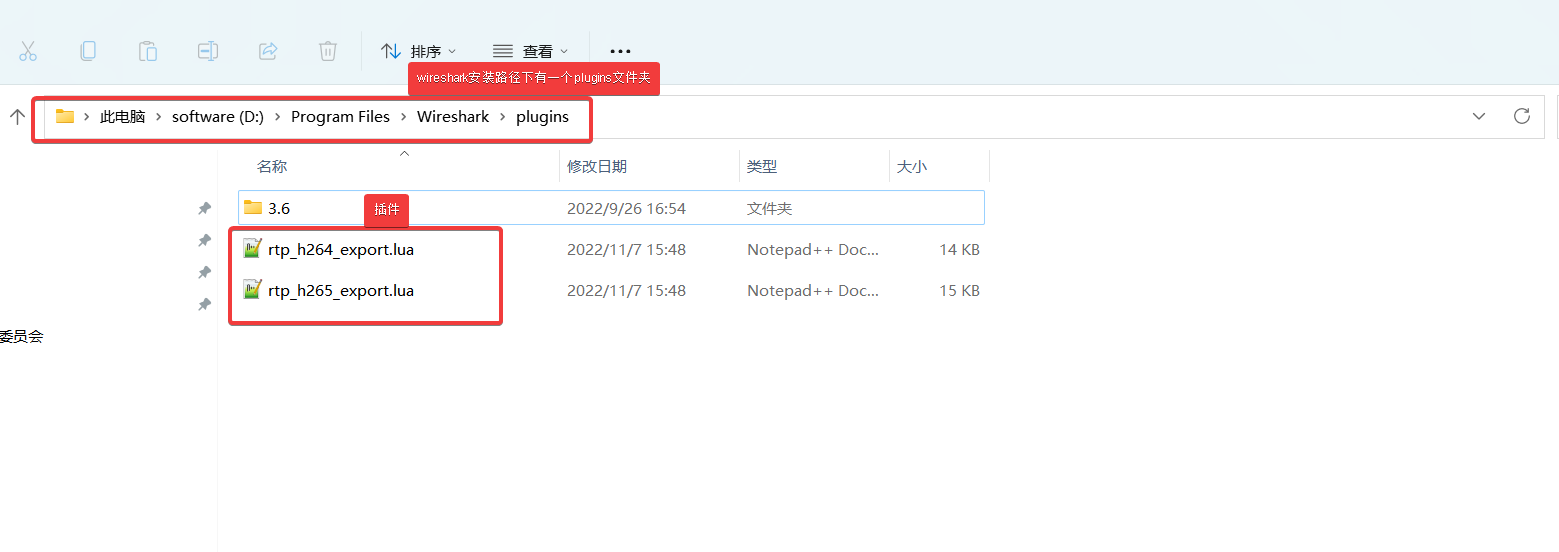 排序 查看
wireshark安装路径下有一个plugins文件夹
此电脑 software (D:) Program Files Wireshark plugins
名称 修改日期 类型 大小
3.6 插件 2022/9/26 16:54 文件夹
rtp_h264_export.lua 2022/11/7 15:48 Notepad++ Doc... 14 KB
rtp_h265_export.lua 2022/11/7 15:48 Notepad++ Doc... 15 KB
委员会